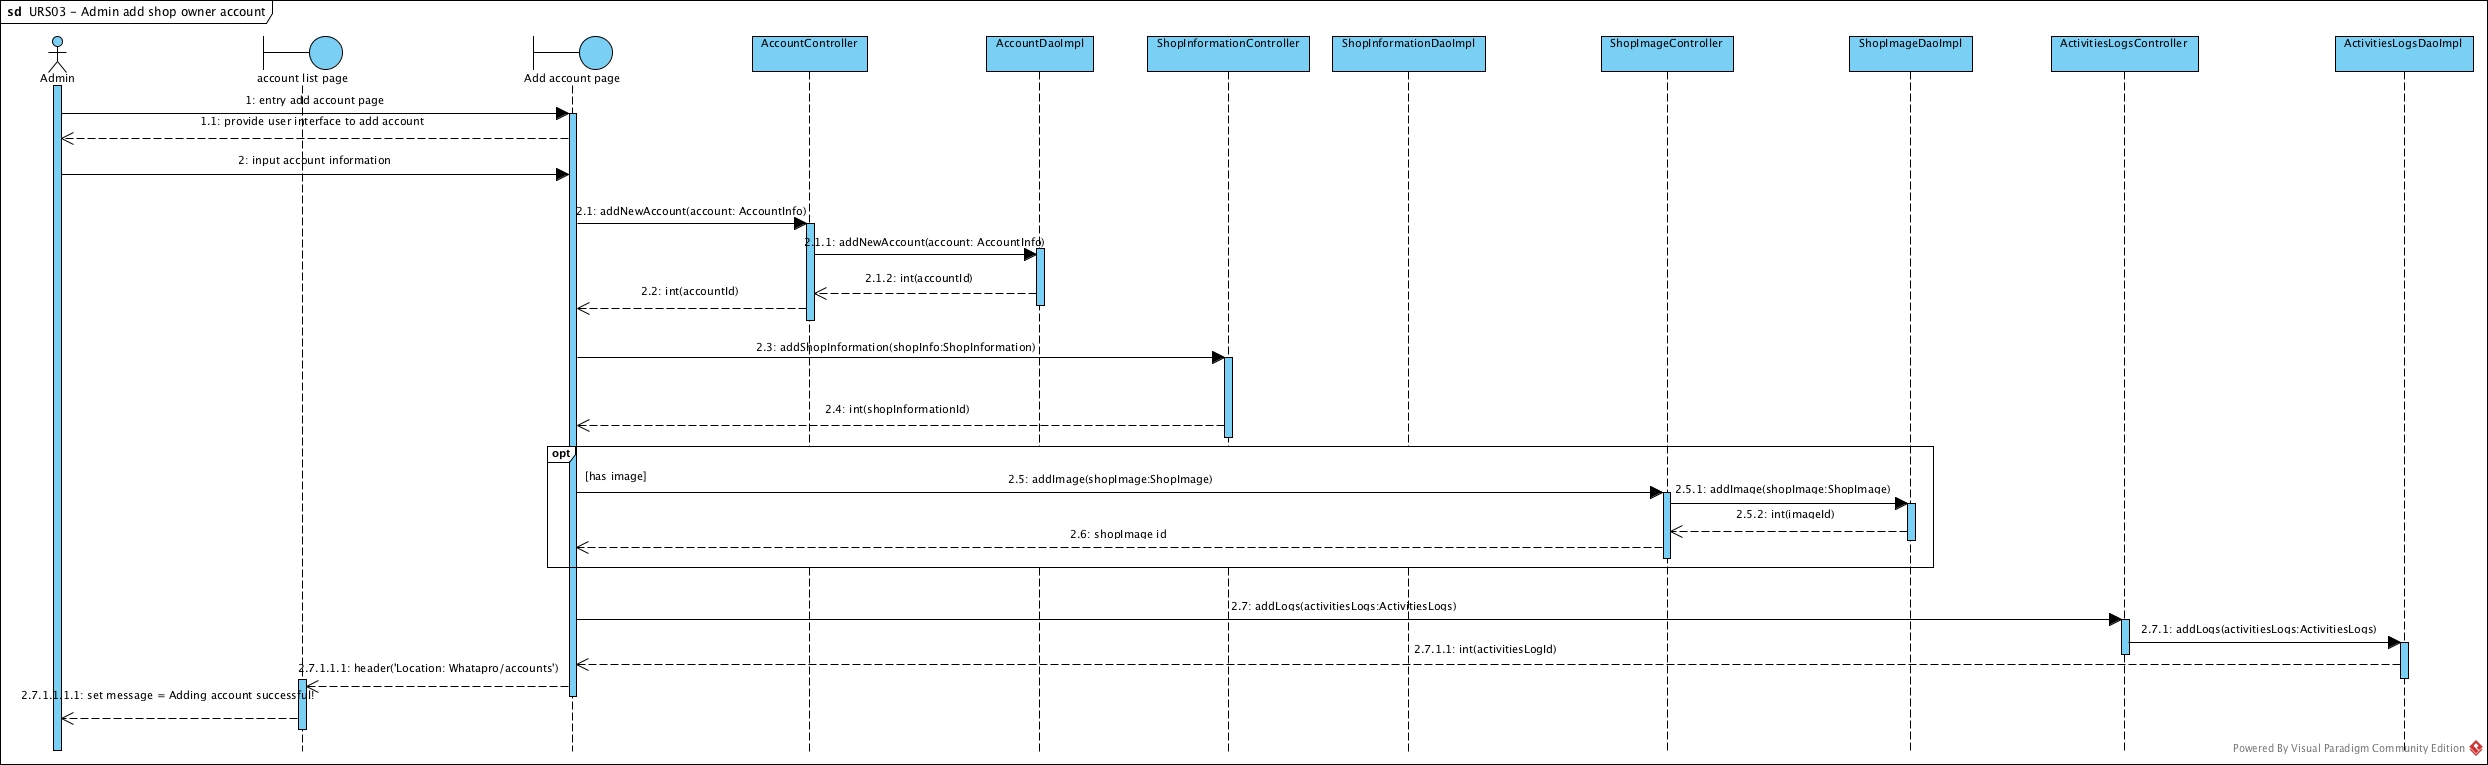 sd URS03 - Admin add shop owner account
Admin
account list page
Add account page
AccountController
AccountDaoImpl
ShopInformationController
ShopInformationDaoImpl
ShopImageController
ShopImageDaoImpl
ActivitiesLogsController
ActivitiesLogsDaoImpl
1: entry add account page
1.1: provide user interface to add account
2: input account information
2.1: addNewAccount(account: AccountInfo)
2.1.1: addNewAccount(account: AccountInfo)
2.1.2: int(accountId)
2.2: int(accountId)
2.3: addShopInformation(shopInfo:ShopInformation)
2.4: int(shopInformationId)
opt
[has image]
2.5: addImage(shopImage:ShopImage)
2.5.1: addImage(shopImage:ShopImage)
2.5.2: int(imageId)
2.6: shopImage id
2.7: addLogs(activitiesLogs:ActivitiesLogs)
2.7.1: addLogs(activitiesLogs:ActivitiesLogs)
2.7.1.1: int(activitiesLogId)
2.7.1.1.1: header('Location: Whatapro/accounts')
2.7.1.1.1.1: set message = Adding account successful!
Powered By Visual Paradigm Community Edition